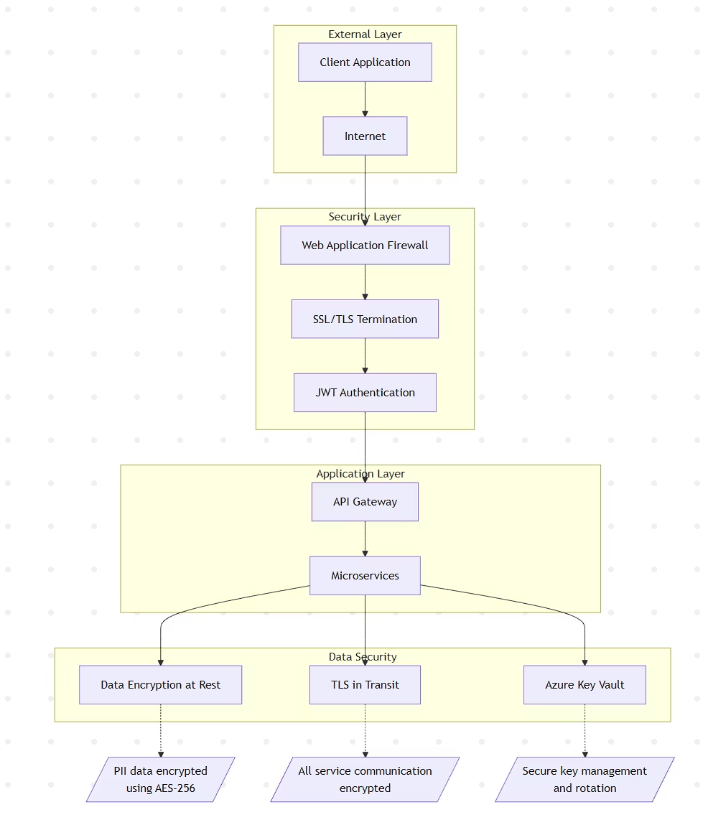 External Layer
Client Application
Internet
Security Layer
Web Application Firewall
SSL/TLS Termination
JWT Authentication
Application Layer
API Gateway
Microservices
Data Security
Data Encryption at Rest
TLS in Transit
Azure Key Vault
PII data encrypted
using AES-256
All service communication
encrypted
Secure key management
and rotation